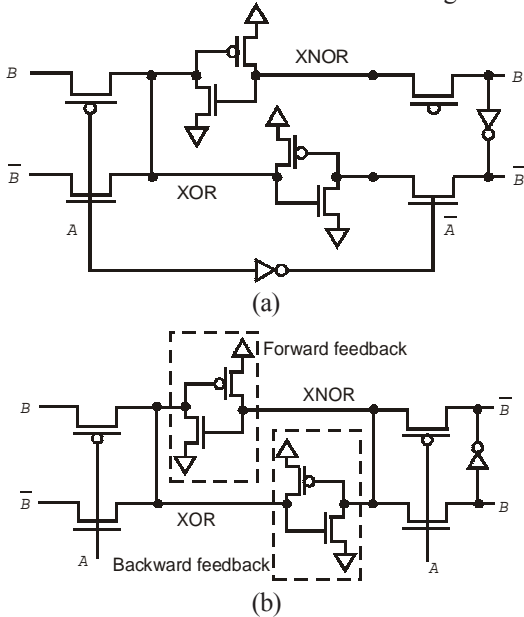 B
XNOR
B
B̅
XOR
B̅
A
A̅
(a)
Forward feedback
B
XNOR
B̅
B̅
XOR
B
A
Backward feedback
A
(b)